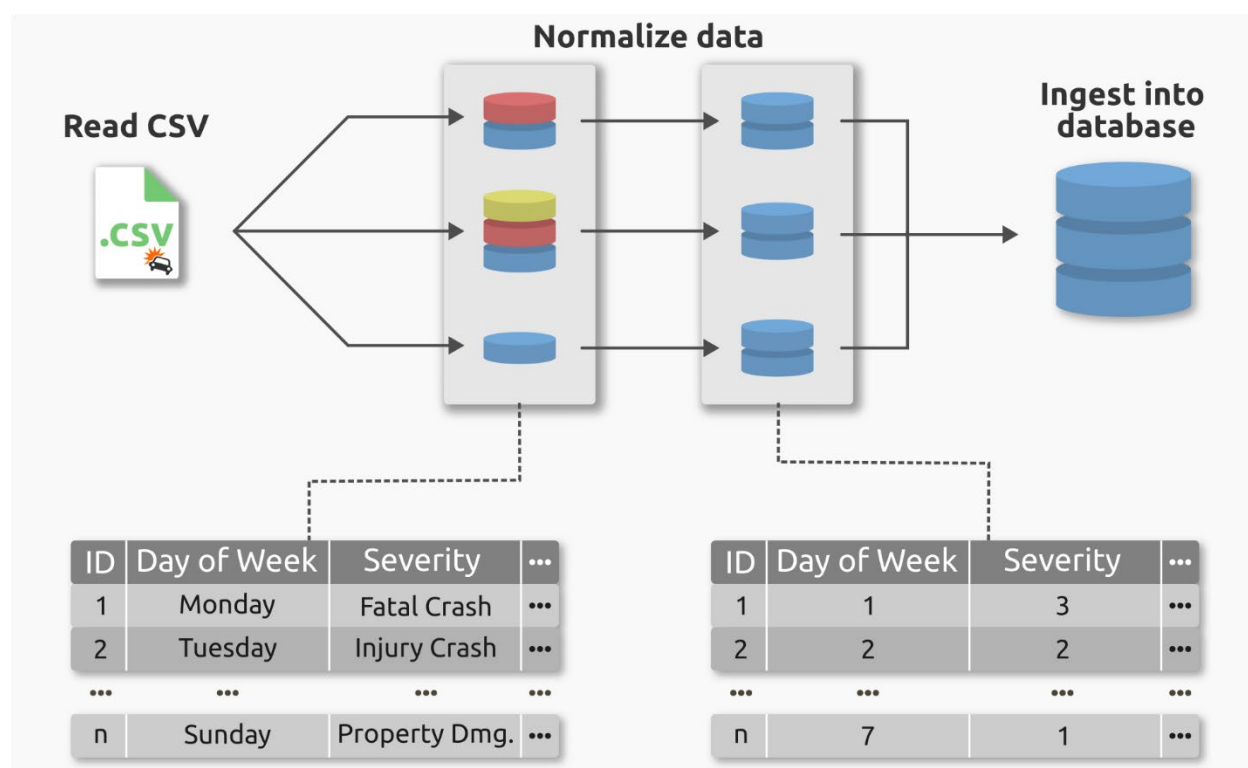 Normalize data
Read CSV
Ingest into
database
.csv
ID Day of Week Severity •••
1 Monday Fatal Crash •••
2 Tuesday Injury Crash •••
••• ••• ••• •••
n Sunday Property Dmg. •••
ID Day of Week Severity •••
1 1 3 •••
2 2 2 •••
••• ••• ••• •••
n 7 1 •••